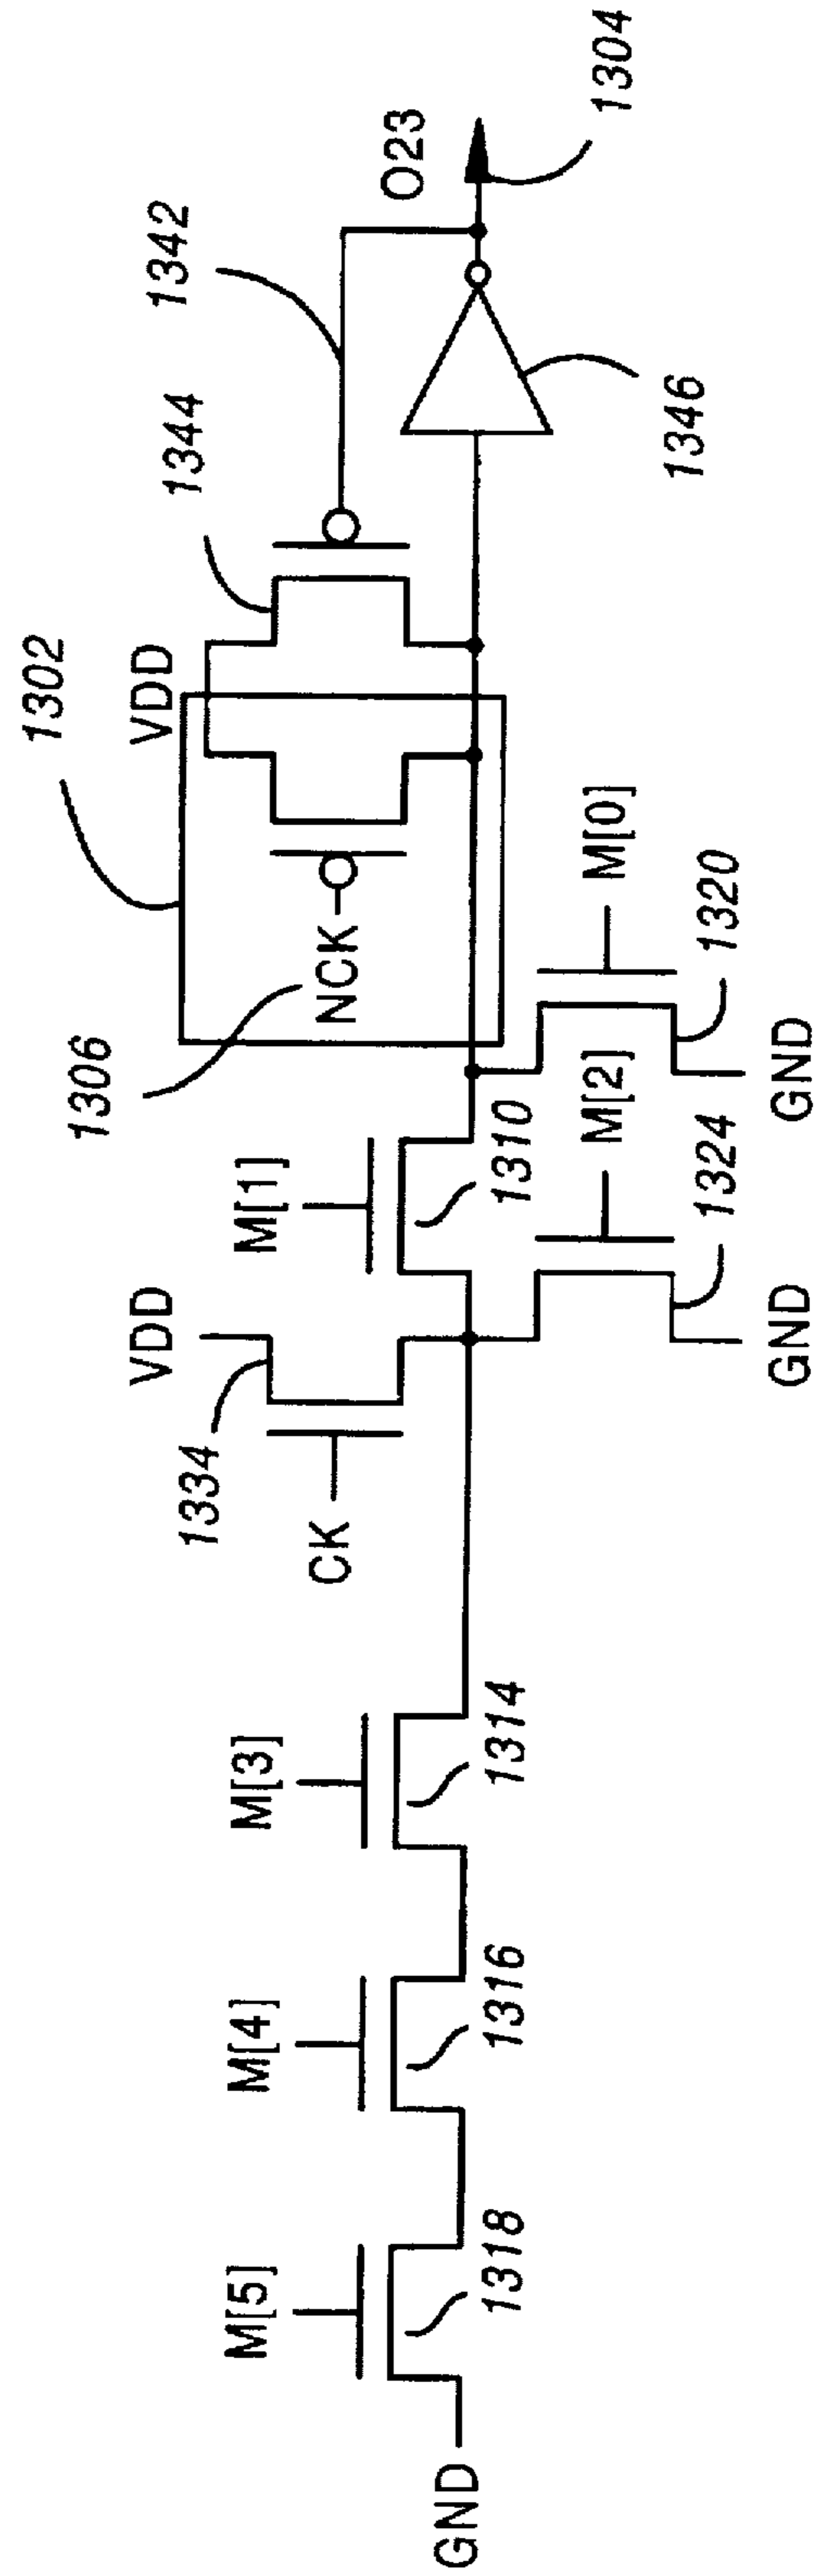 1302
1344
1342
VDD
1306
NCK
O23
1304
1346
VDD
1334
CK
M[1]
1310
M[0]
1320
GND
M[2]
1324
GND
M[3]
1314
M[4]
1316
M[5]
1318
GND